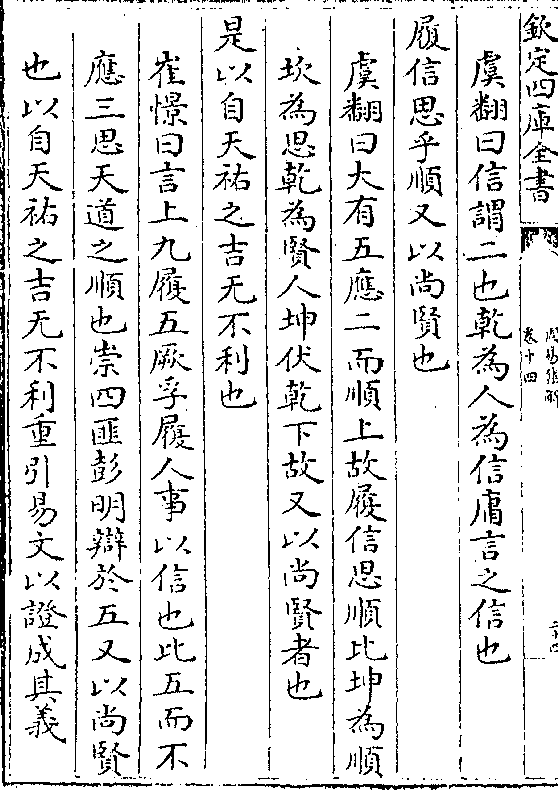 欽定四庫全書
周易集解
卷十四
虞翻曰信謂二也乾為人為信庸言之信也
履信思乎順又以尚賢也
虞翻曰大有五應二而順上故履信思順比坤為順
坎為思乾為賢人坤伏乾下故又以尚賢者也
是以自天祐之吉无不利也
崔憬曰言上九履五厥孚履人事以信也比五而不
應三思天道之順也崇四匪彭明辯於五又以尚賢
也以自天祐之吉无不利重引易文以證成其義